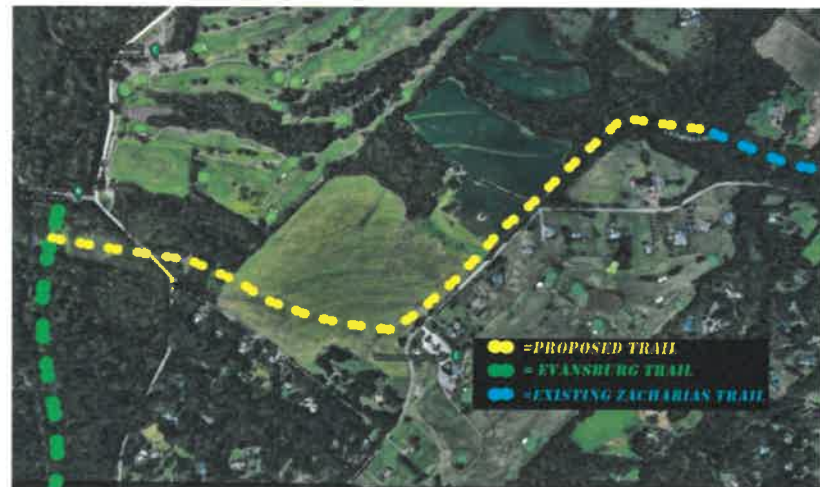 =PROPOSED TRAIL
= EVANSBURG TRAIL
=EXISTING ZACHARIAS TRAIL